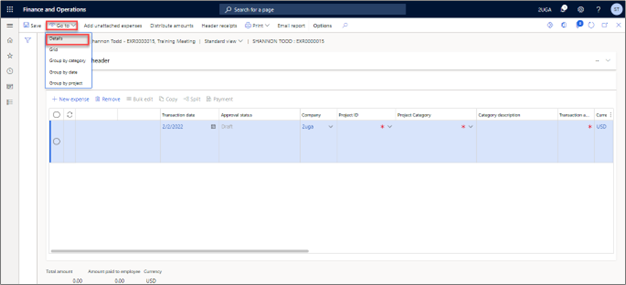 Finance and Operations
Search for a page
2UGA
ST
Save Go to Add unattached expenses Distribute amounts Header receipts Print Email report Options
Details
Grid
Group by category
Group by date
Group by project
Shannon Todd - EXR0000015, Training Meeting | Standard view | SHANNON TODD : EXR0000015
header
New expense Remove Bulk edit Copy Split Payment
Transaction date Approval status Company Project ID Project Category Category description Transaction a... Curre
2/2/2022 Draft 2uga * * * USD
Total amount Amount paid to employee Currency
0.00 0.00 USD